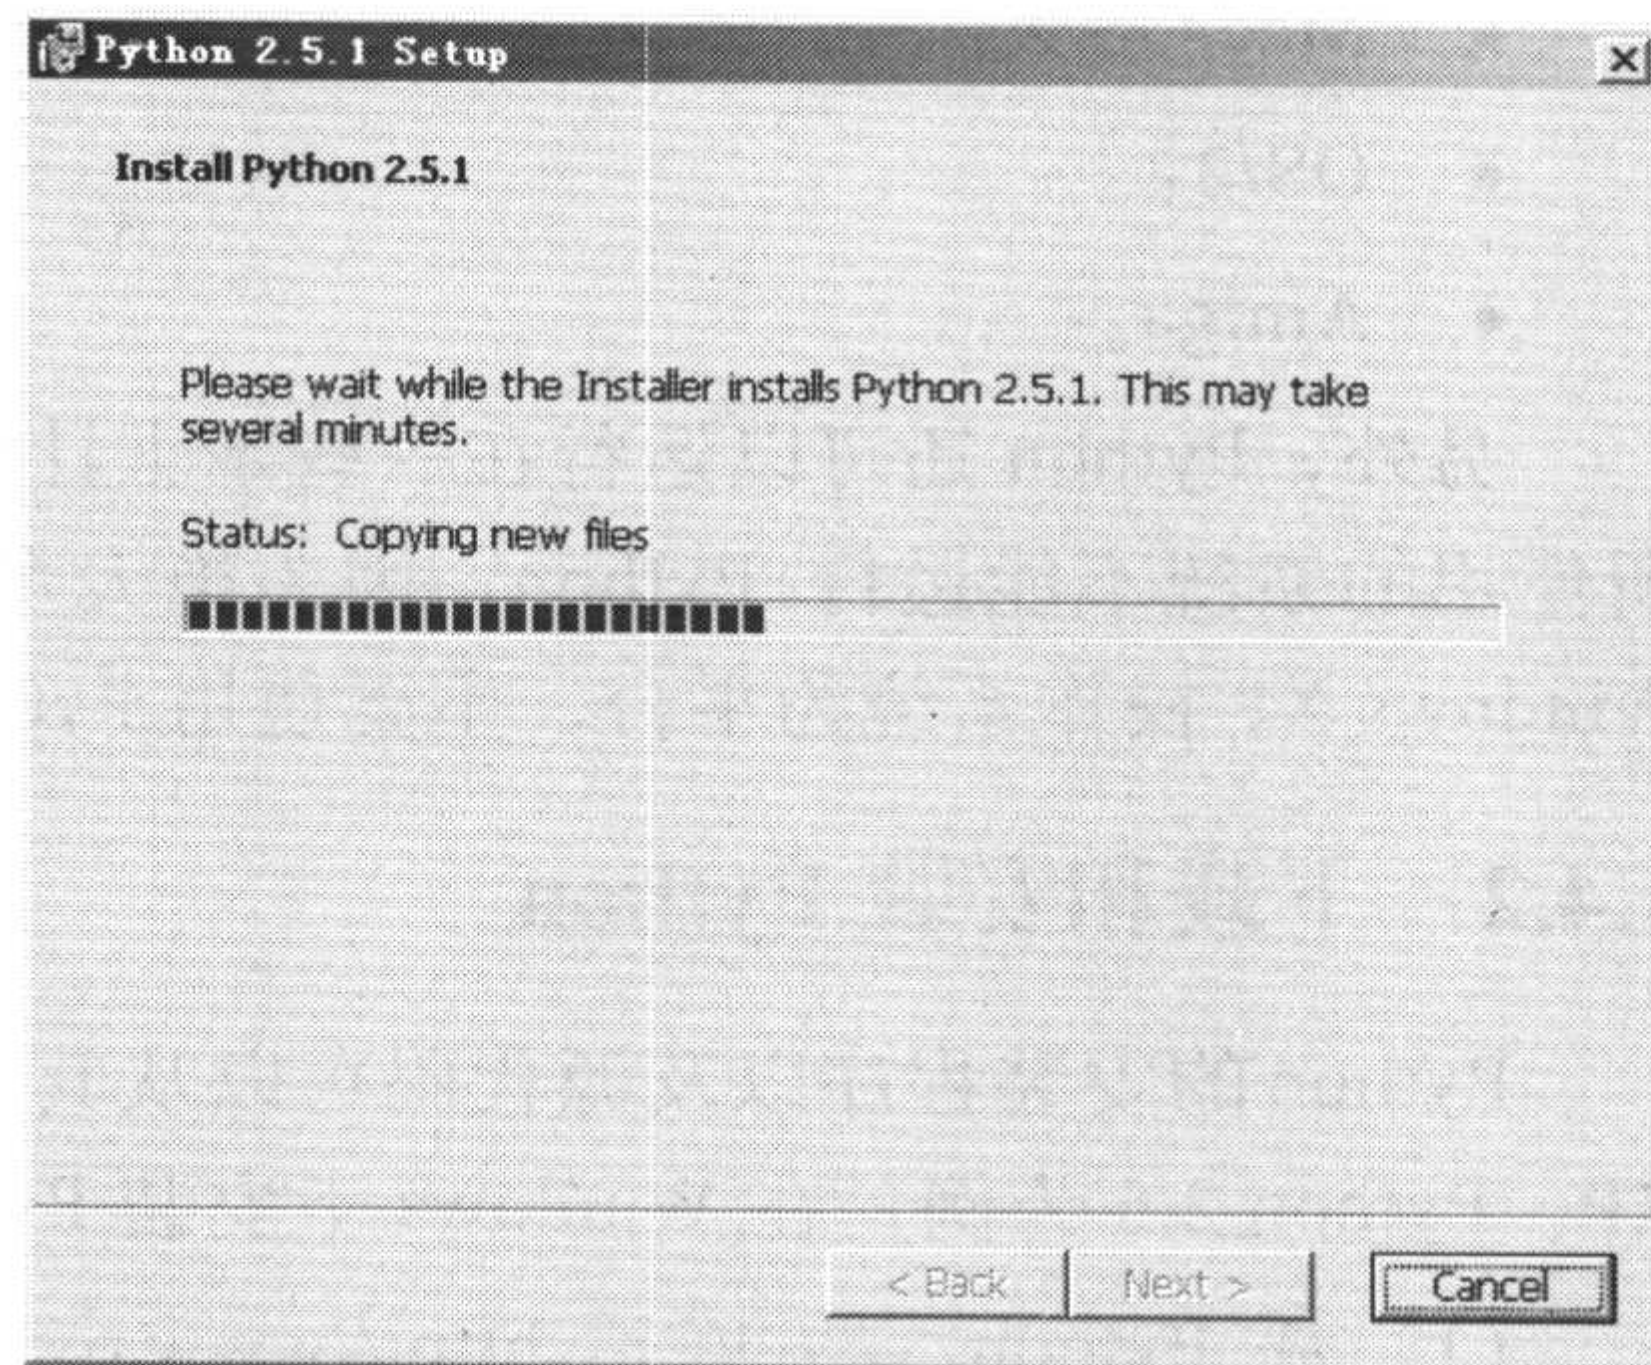 Python 2.5.1 Setup
Install Python 2.5.1
Please wait while the Installer installs Python 2.5.1. This may take
several minutes.
Status: Copying new files
< Back
Next >
Cancel